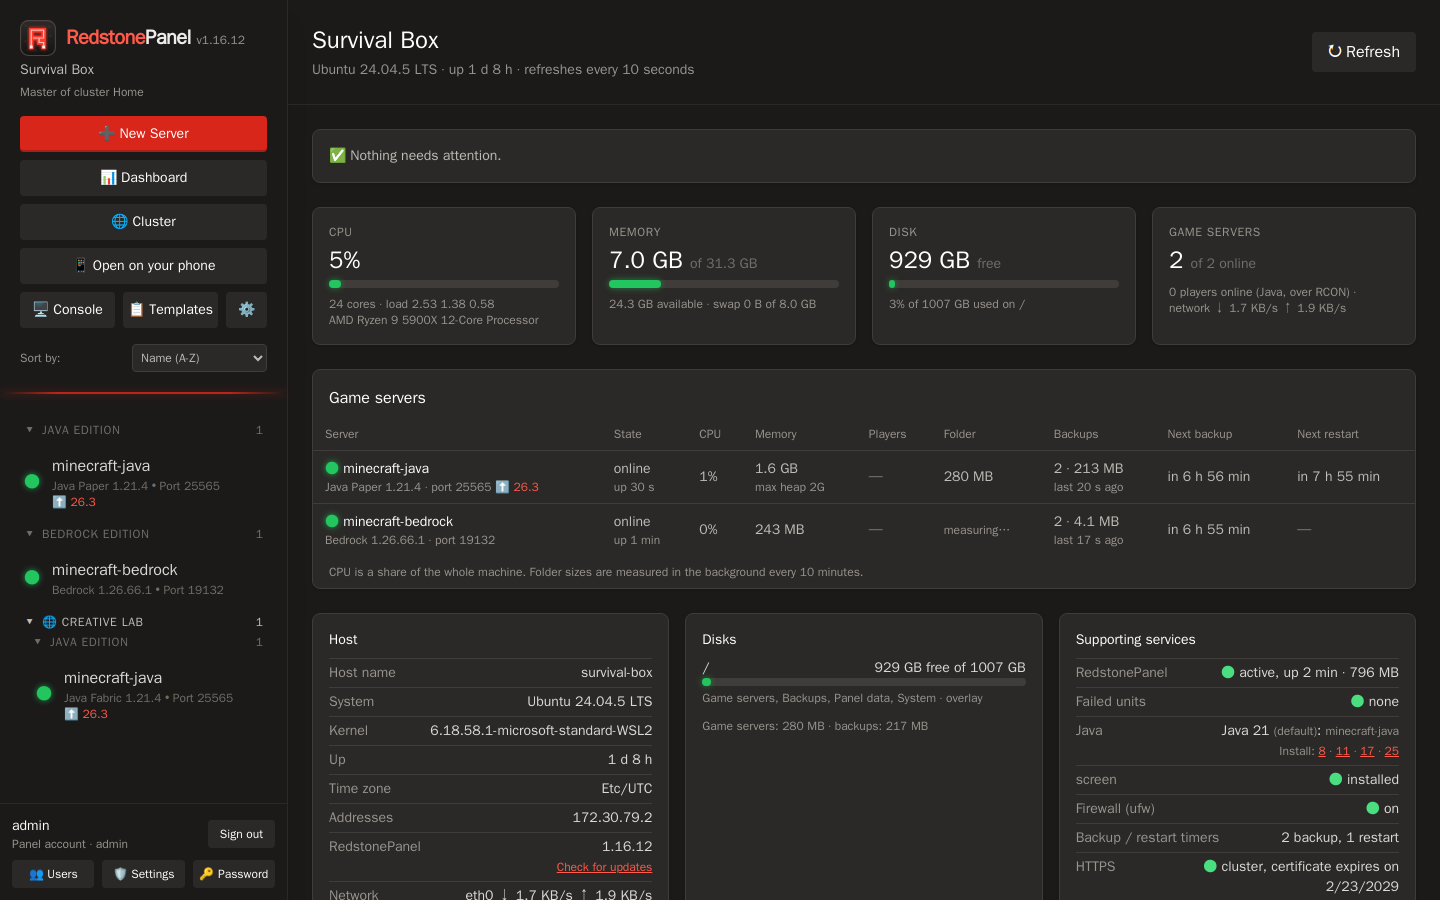 RedstonePanel v1.16.12
Survival Box
Master of cluster Home
➕ New Server
📊 Dashboard
🌐 Cluster
📱 Open on your phone
🖥️ Console
📋 Templates
⚙️
Sort by:
Name (A-Z)
▼ JAVA EDITION 1
minecraft-java
Java Paper 1.21.4 • Port 25565
⬆️ 26.3
▼ BEDROCK EDITION 1
minecraft-bedrock
Bedrock 1.26.66.1 • Port 19132
▼ 🌐 CREATIVE LAB 1
▼ JAVA EDITION 1
minecraft-java
Java Fabric 1.21.4 • Port 25565
⬆️ 26.3
admin
Panel account · admin
Sign out
👥 Users
🛡️ Settings
🔑 Password
Survival Box
Ubuntu 24.04.5 LTS · up 1 d 8 h · refreshes every 10 seconds
↻ Refresh
✅ Nothing needs attention.
CPU
5%
24 cores · load 2.53 1.38 0.58
AMD Ryzen 9 5900X 12-Core Processor
MEMORY
7.0 GB of 31.3 GB
24.3 GB available · swap 0 B of 8.0 GB
DISK
929 GB free
3% of 1007 GB used on /
GAME SERVERS
2 of 2 online
0 players online (Java, over RCON) ·
network ↓ 1.7 KB/s ↑ 1.9 KB/s
Game servers
Server State CPU Memory Players Folder Backups Next backup Next restart
minecraft-java online 1% 1.6 GB — 280 MB 2 · 213 MB in 6 h 56 min in 7 h 55 min
Java Paper 1.21.4 · port 25565 ⬆️ 26.3 up 30 s max heap 2G last 20 s ago
minecraft-bedrock online 0% 243 MB — measuring… 2 · 4.1 MB in 6 h 55 min —
Bedrock 1.26.66.1 · port 19132 up 1 min last 17 s ago
CPU is a share of the whole machine. Folder sizes are measured in the background every 10 minutes.
Host
Host name survival-box
System Ubuntu 24.04.5 LTS
Kernel 6.18.58.1-microsoft-standard-WSL2
Up 1 d 8 h
Time zone Etc/UTC
Addresses 172.30.79.2
RedstonePanel 1.16.12
Check for updates
Network eth0 ↓ 1.7 KB/s ↑ 1.9 KB/s
Disks
/ 929 GB free of 1007 GB
Game servers, Backups, Panel data, System · overlay
Game servers: 280 MB · backups: 217 MB
Supporting services
RedstonePanel active, up 2 min · 796 MB
Failed units none
Java Java 21 (default): minecraft-java
Install: 8 · 11 · 17 · 25
screen installed
Firewall (ufw) on
Backup / restart timers 2 backup, 1 restart
HTTPS cluster, certificate expires on
2/23/2029